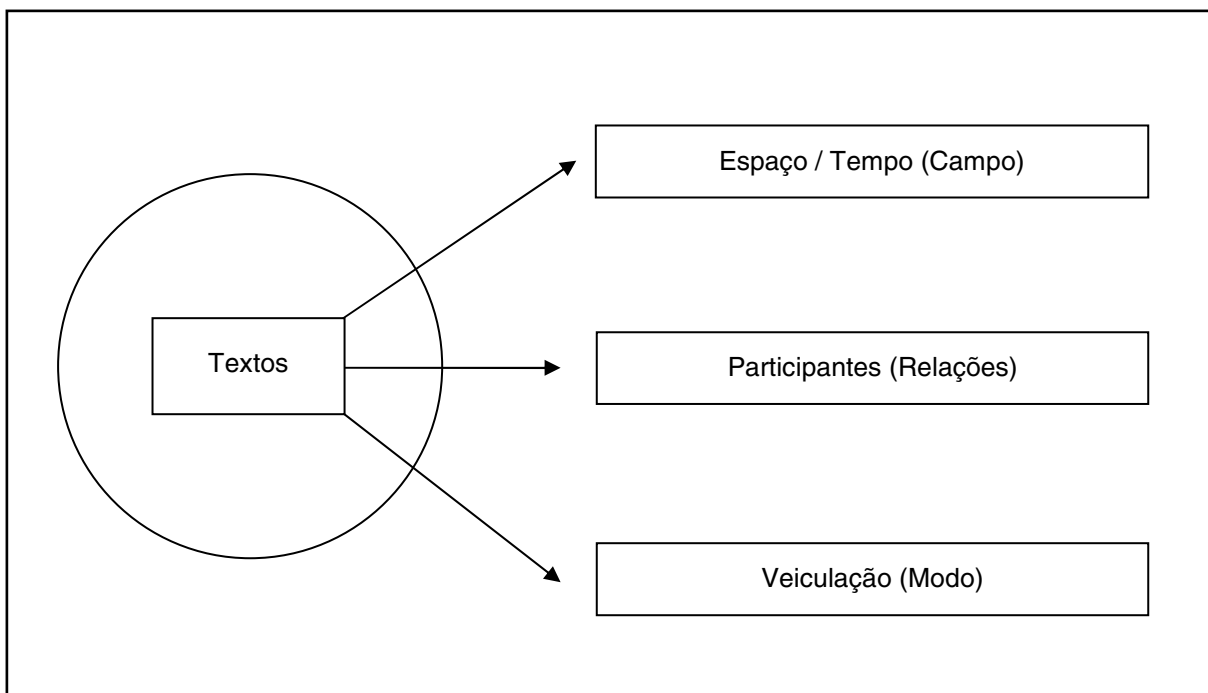 Espaço / Tempo (Campo)
Textos
Participantes (Relações)
Veiculação (Modo)